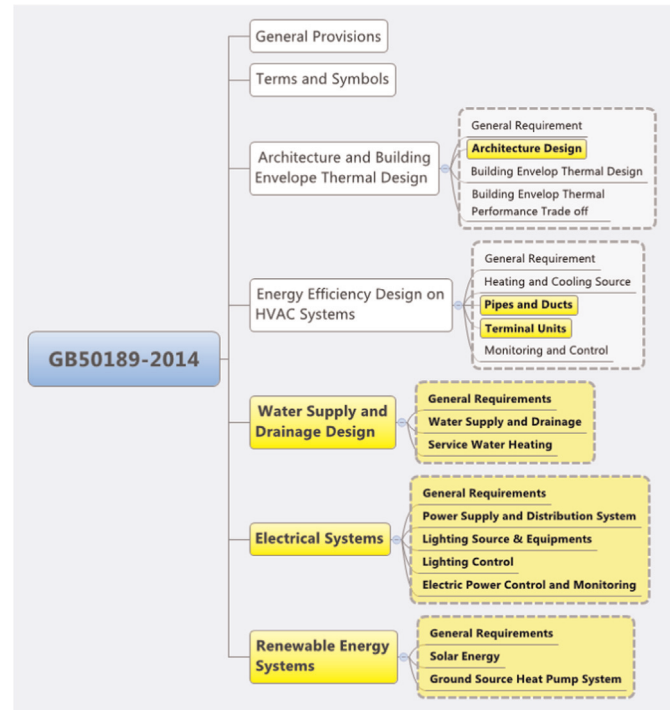 General Provisions
Terms and Symbols
Architecture and Building
Envelope Thermal Design
General Requirement
Architecture Design
Building Envelop Thermal Design
Building Envelop Thermal
Performance Trade off
Energy Efficiency Design on
HVAC Systems
General Requirement
Heating and Cooling Source
Pipes and Ducts
Terminal Units
Monitoring and Control
GB50189-2014
Water Supply and
Drainage Design
General Requirements
Water Supply and Drainage
Service Water Heating
Electrical Systems
General Requirements
Power Supply and Distribution System
Lighting Source & Equipments
Lighting Control
Electric Power Control and Monitoring
Renewable Energy
Systems
General Requirements
Solar Energy
Ground Source Heat Pump System